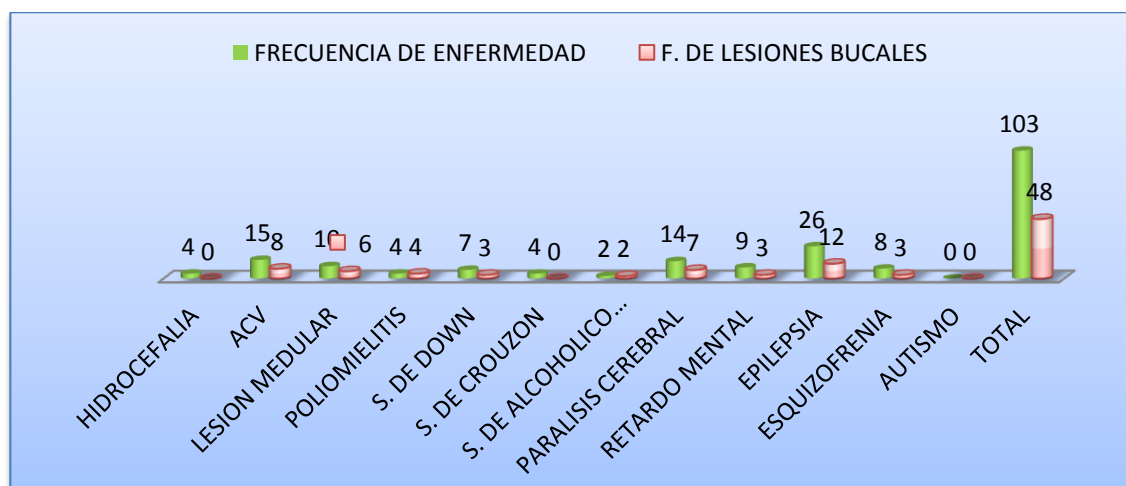 FRECUENCIA DE ENFERMEDAD F. DE LESIONES BUCALES
4 0 15 8 10 6 4 4 7 3 4 0 2 2 14 7 9 3 26 12 8 3 0 0 103 48
HIDROCEFALIA
ACV
LESION MEDULAR
POLIOMIELITIS
S. DE DOWN
S. DE CROUZON
S. DE ALCOHOLICO...
PARALISIS CEREBRAL
RETARDO MENTAL
EPILEPSIA
ESQUIZOFRENIA
AUTISMO
TOTAL